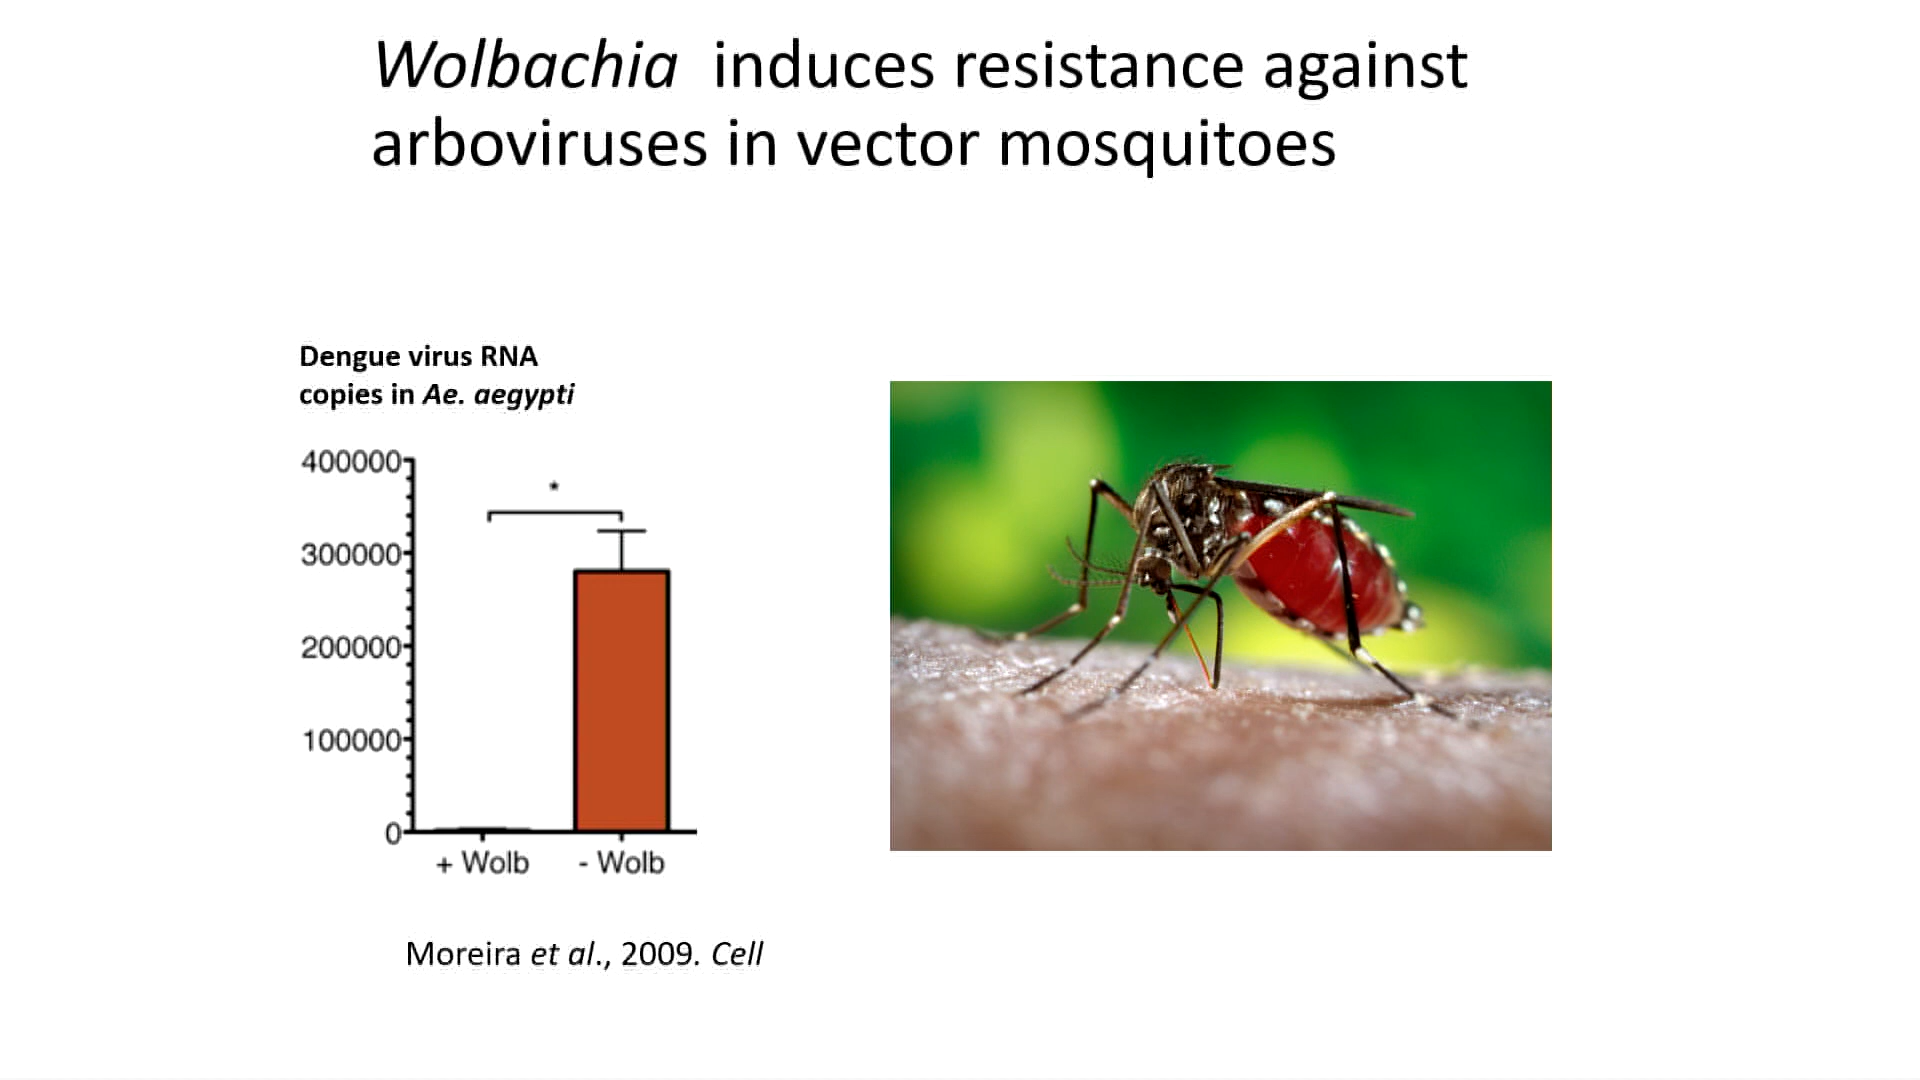 Wolbachia induces resistance against
arboviruses in vector mosquitoes
Dengue virus RNA
copies in Ae. aegypti
400000
*
300000
200000
100000
0
+ Wolb - Wolb
Moreira et al., 2009. Cell